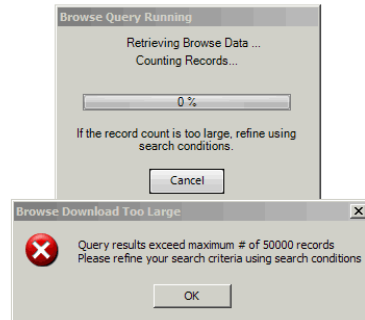 Browse Query Running
Retrieving Browse Data ...
Counting Records...
0 %
If the record count is too large, refine using
search conditions.
Cancel
Browse Download Too Large
Query results exceed maximum # of 50000 records
Please refine your search criteria using search conditions
OK